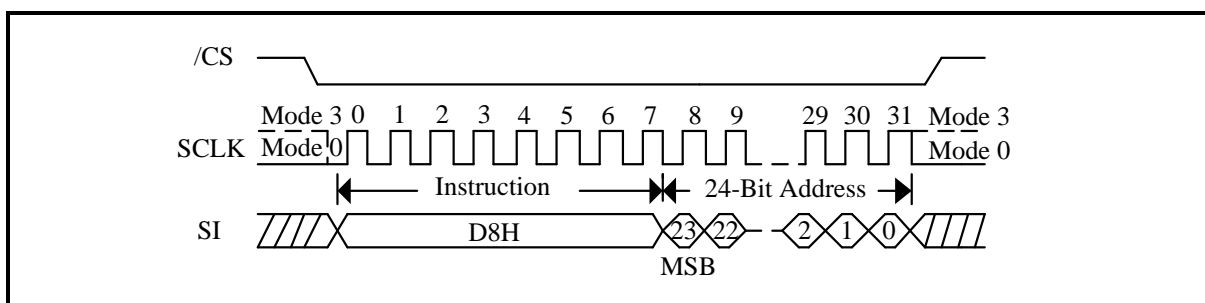 /CS
Mode 3 0 1 2 3 4 5 6 7 8 9 29 30 31 Mode 3
SCLK Mode 0 Mode 0
Instruction 24-Bit Address
SI D8H 23 22 2 1 0
MSB